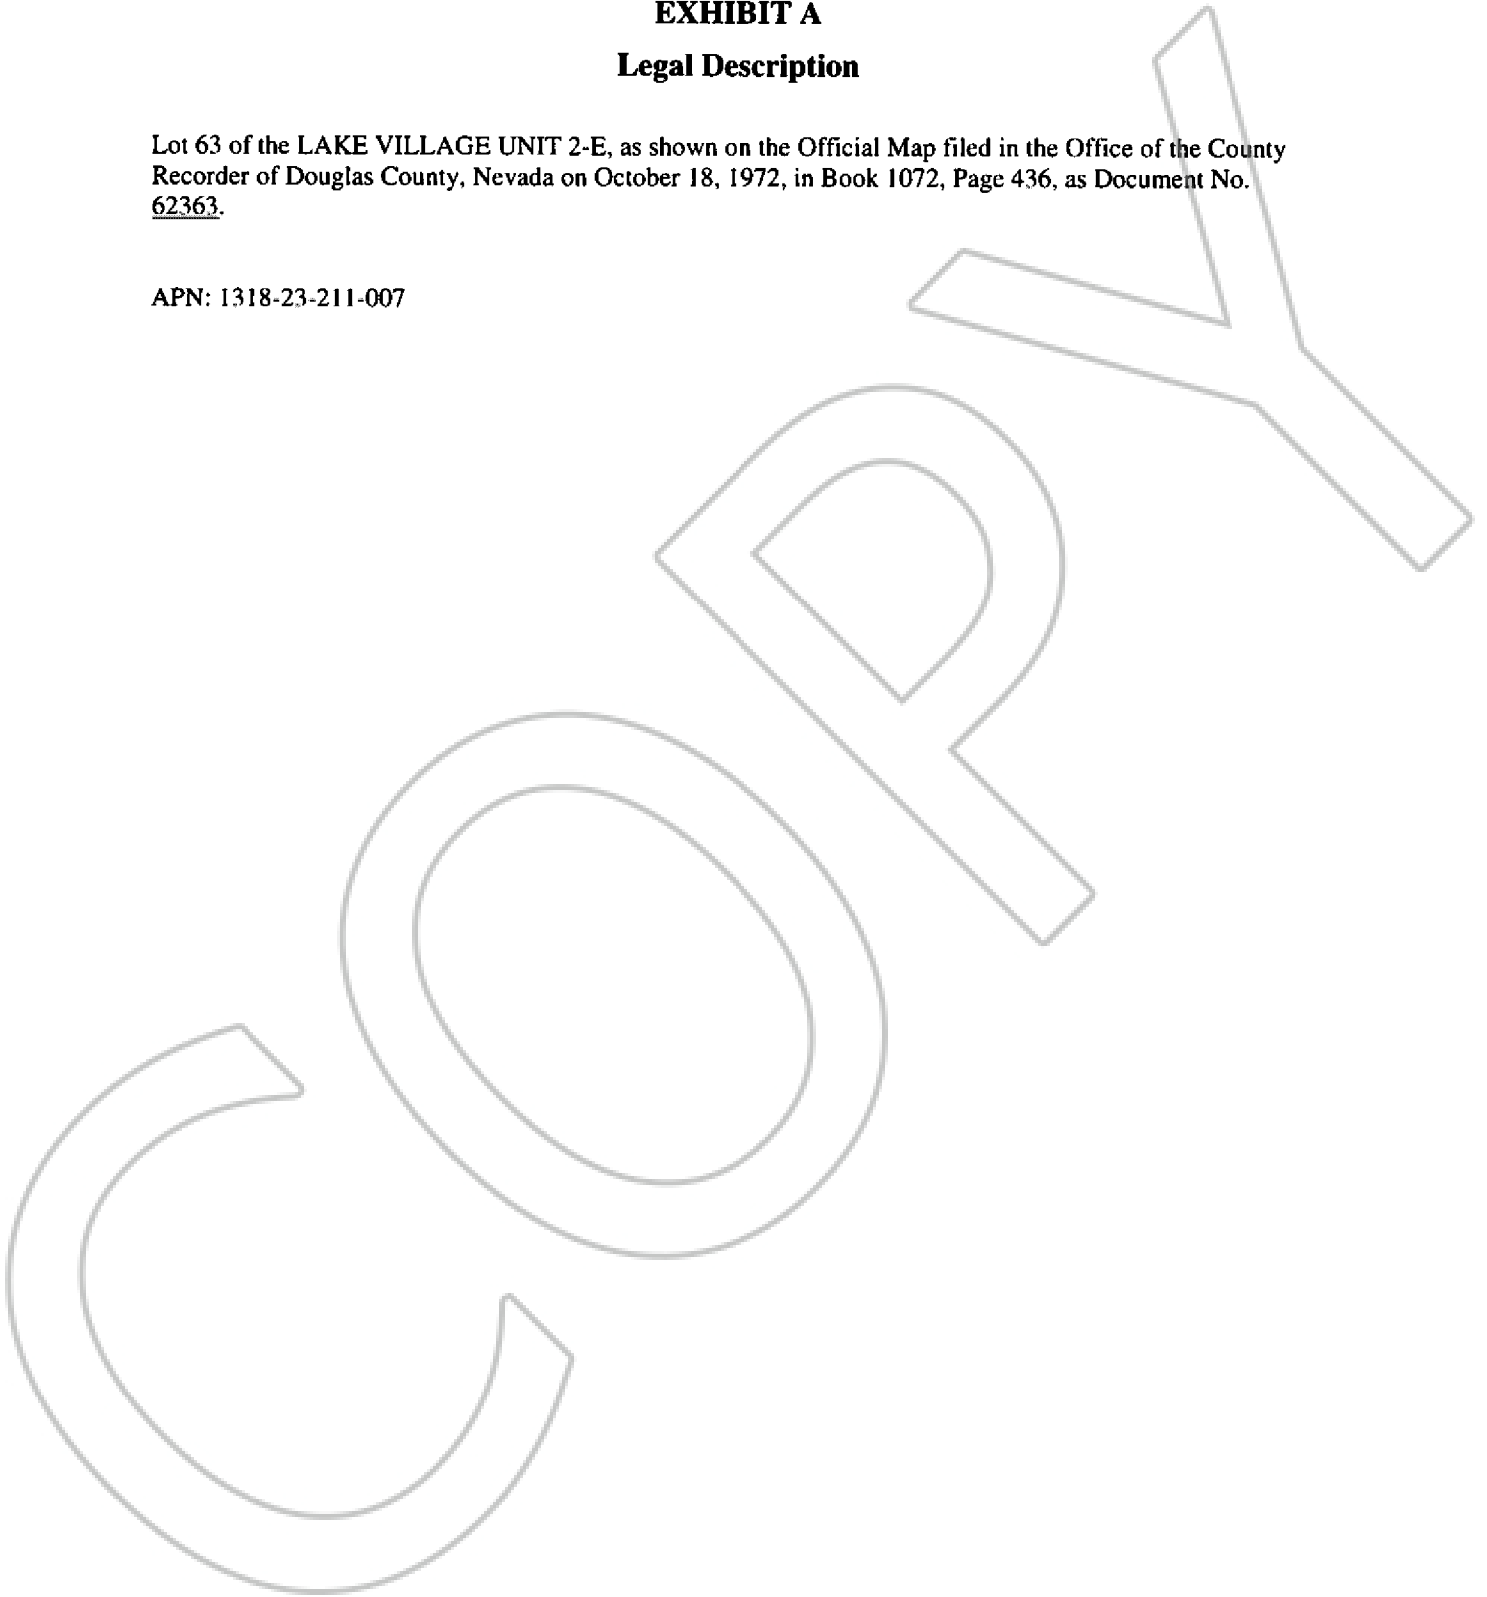 EXHIBIT A
Legal Description
Lot 63 of the LAKE VILLAGE UNIT 2-E, as shown on the Official Map filed in the Office of the County
Recorder of Douglas County, Nevada on October 18, 1972, in Book 1072, Page 436, as Document No.
62363.
APN: 1318-23-211-007
COPY